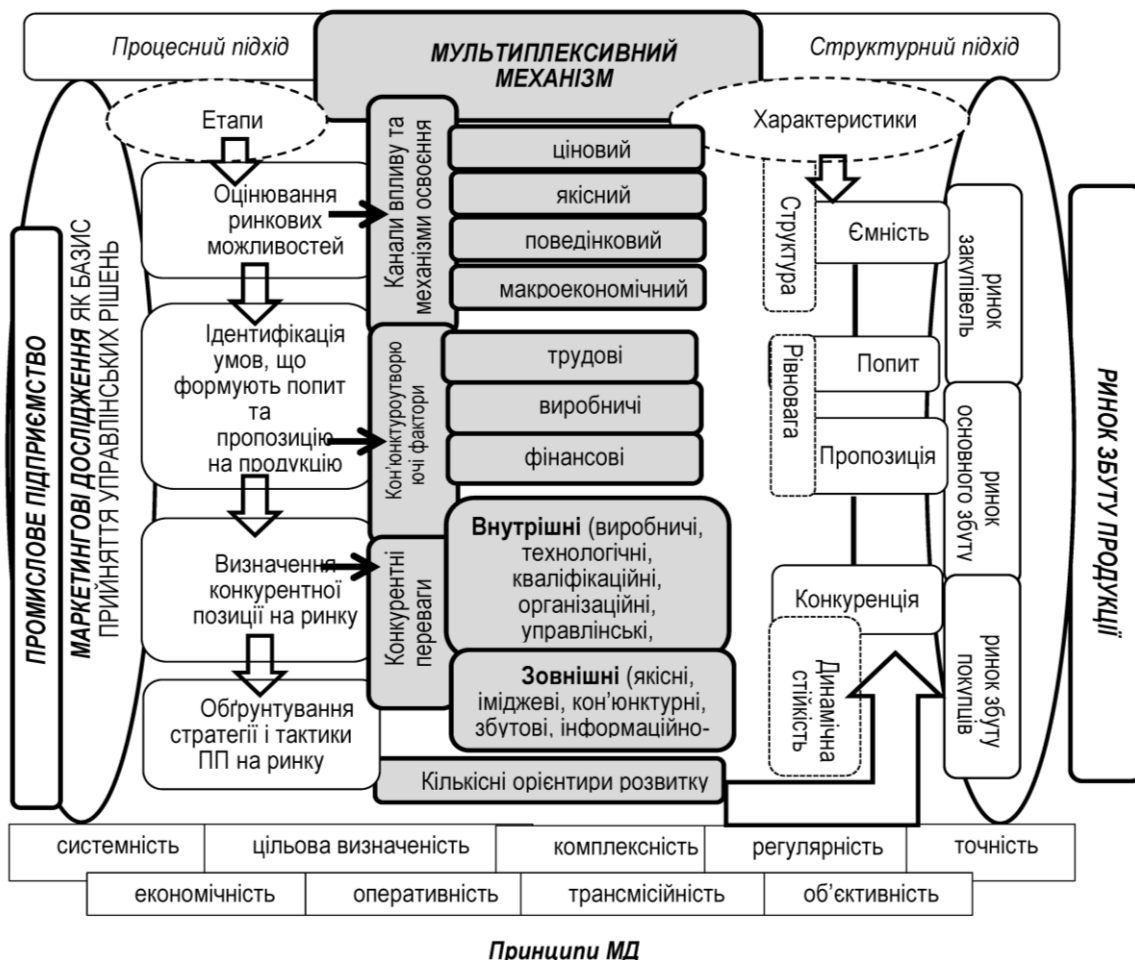 Процесний підхід
МУЛЬТИПЛЕКСИВНИЙ
МЕХАНІЗМ
Структурний підхід
ПРОМИСЛОВЕ ПІДПРИЄМСТВО
МАРКЕТИНГОВІ ДОСЛІДЖЕННЯ ЯК БАЗИС
ПРИЙНЯТТЯ УПРАВЛІНСЬКИХ РІШЕНЬ
Етапи
Оцінювання
ринкових
можливостей
Ідентифікація
умов, що
формують попит
та
пропозицію
на продукцію
Визначення
конкурентної
позиції на ринку
Обґрунтування
стратегії і тактики
ПП на ринку
Канали впливу та
механізми освоєння
ціновий
якісний
поведінковий
макроекономічний
Кон'юнктуроутворю
ючі фактори
трудові
виробничі
фінансові
Конкурентні
переваги
Внутрішні (виробничі,
технологічні,
кваліфікаційні,
організаційні,
управлінські,
Зовнішні (якісні,
іміджеві, кон’юнктурні,
збутові, інформаційно-
Кількісні орієнтири розвитку
Характеристики
Структура
Ємність
Рівновага
Попит
Пропозиція
Конкуренція
Динамічна
стійкість
ринок
закупівель
ринок
основного збуту
ринок збуту
покупців
РИНОК ЗБУТУ ПРОДУКЦІЇ
системність
цільова визначеність
комплексність
регулярність
точність
економічність
оперативність
трансмісійність
об’єктивність
Принципи МД